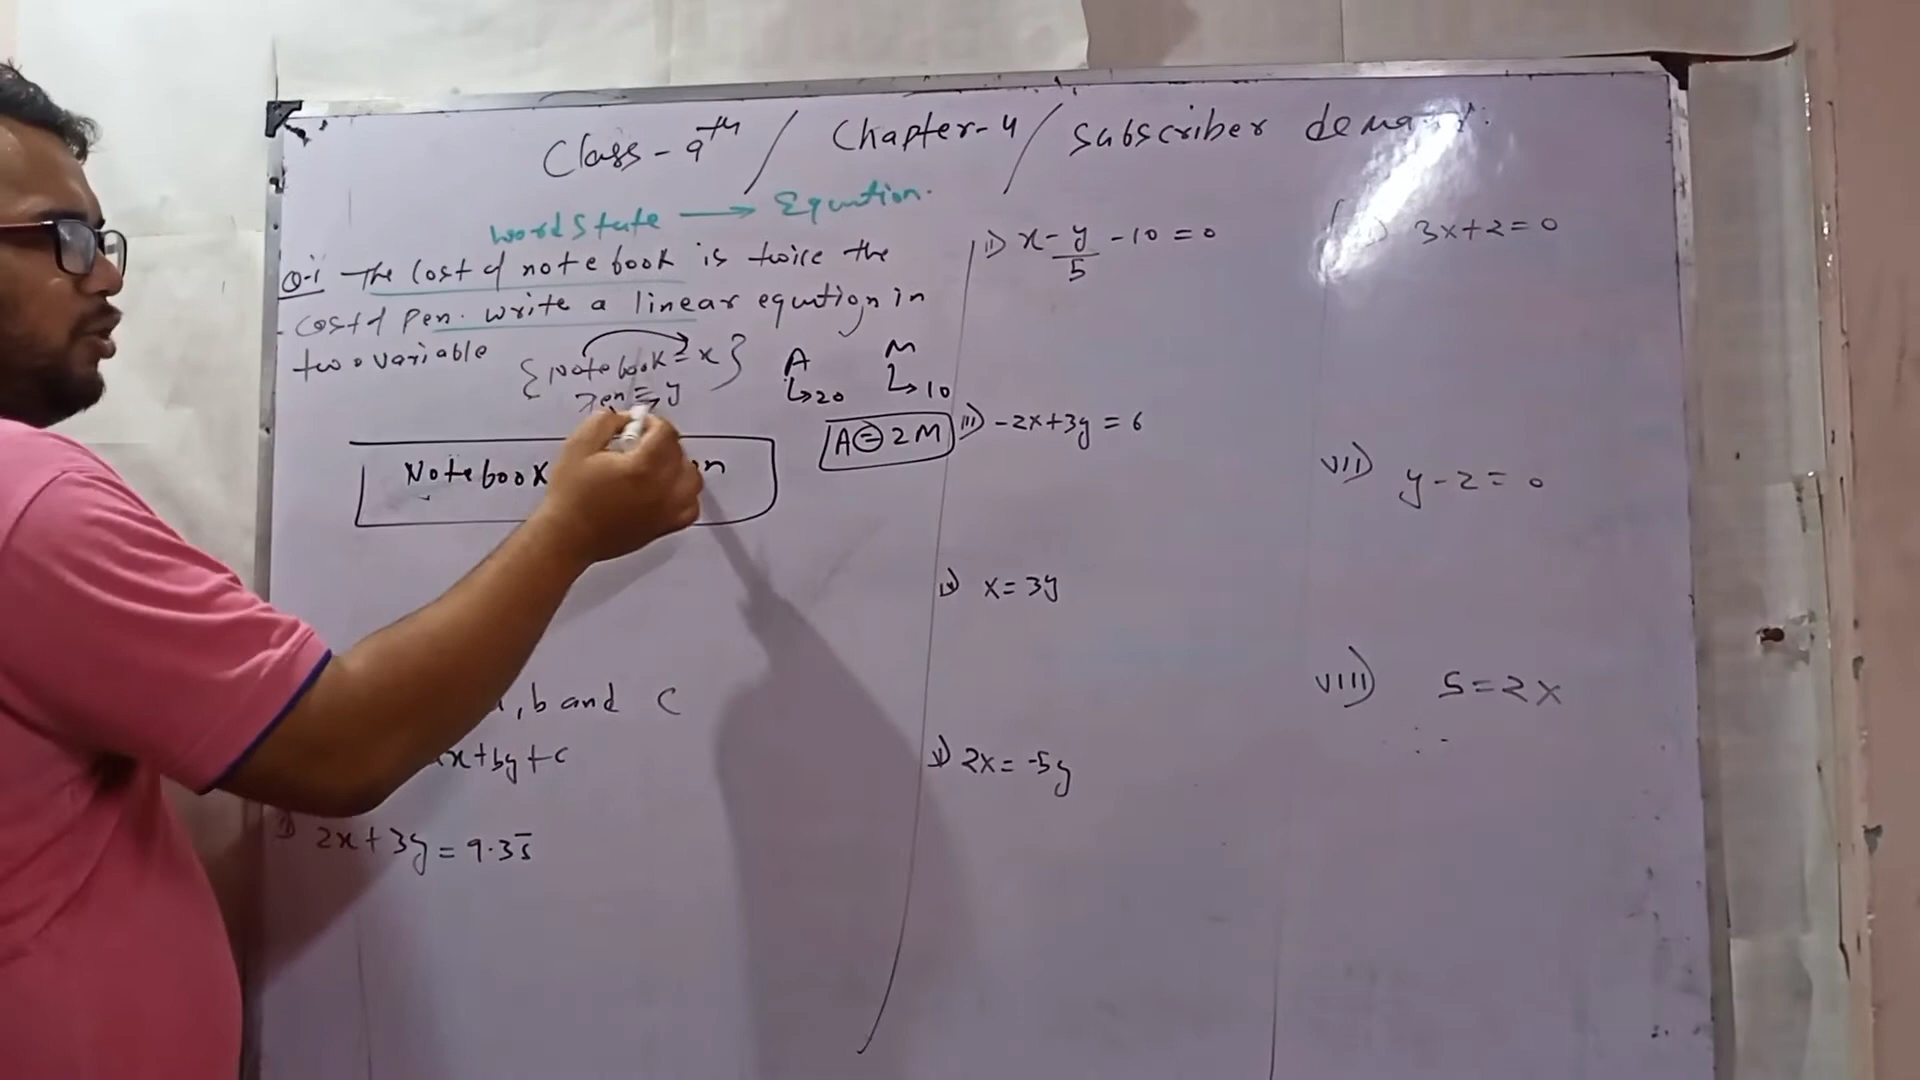 Class-9th / Chapter-4 / Subscriber
Word State → Equation.
Q-1 The Cost of notebook is twice the
Cost of Pen. write a linear equtiion in
two variable
{Notebook = x}
Pen = y
A
↳20
M
↳10
A = 2M
Notebook
, b and C
x+by+c
i) 2x+3y = 9.35̅
ii) x - y/5 - 10 = 0
iii) -2x+3y = 6
iv) x = 3y
v) 2x = -5y
3x+2=0
VII) y-2=0
VIII) 5=2x